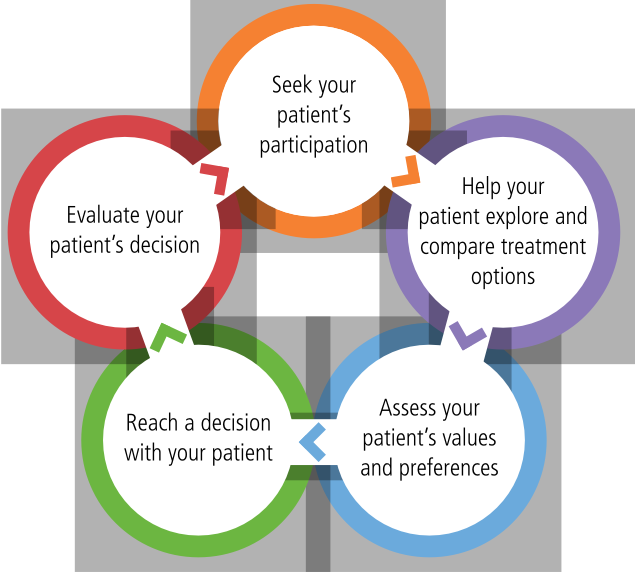 Seek your
patient’s
participation
Help your
patient explore and
compare treatment
options
Assess your
patient’s values
and preferences
Reach a decision
with your patient
Evaluate your
patient’s decision